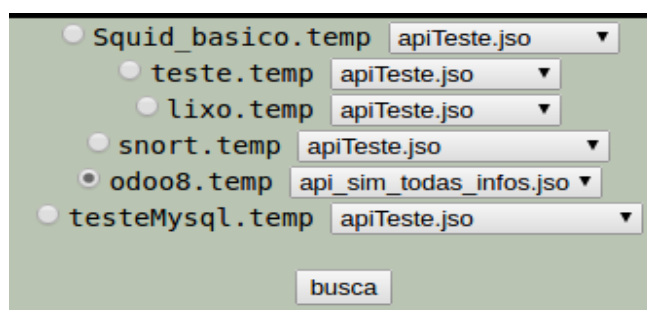 Squid_basico.temp apiTeste.jso
teste.temp apiTeste.jso
lixo.temp apiTeste.jso
snort.temp apiTeste.jso
odoo8.temp api_sim_todas_infos.jso
testeMysql.temp apiTeste.jso
busca